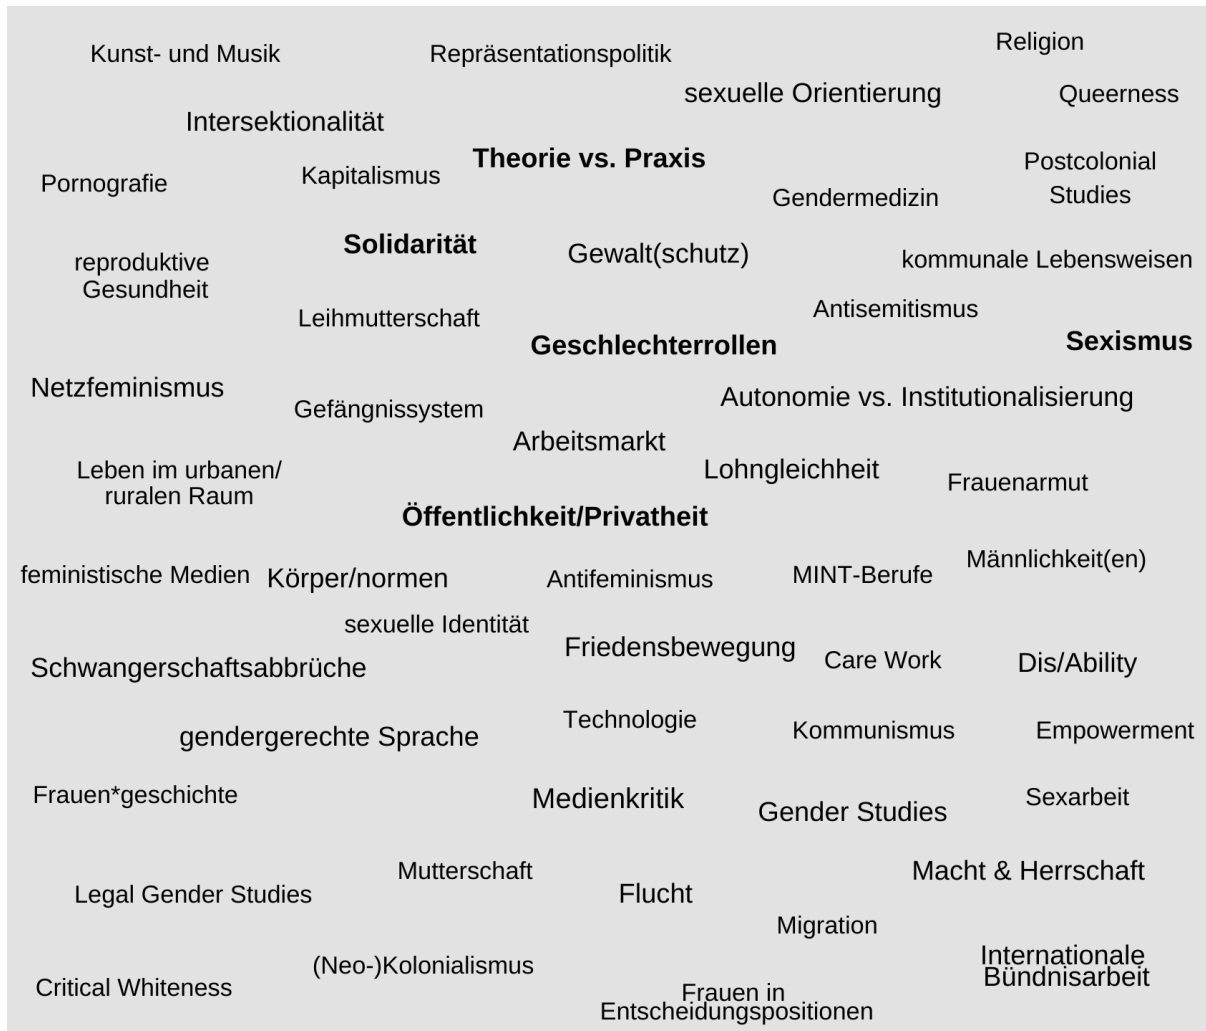 Religion
Kunst- und Musik
Repräsentationspolitik
sexuelle Orientierung
Queerness
Intersektionalität
Theorie vs. Praxis
Postcolonial
Studies
Kapitalismus
Pornografie
Gendermedizin
Solidarität
Gewalt(schutz)
kommunale Lebensweisen
reproduktive
Gesundheit
Antisemitismus
Leihmutterschaft
Sexismus
Geschlechterrollen
Netzfeminismus
Autonomie vs. Institutionalisierung
Gefängnissystem
Arbeitsmarkt
Lohngleichheit
Leben im urbanen/
ruralen Raum
Frauenarmut
Öffentlichkeit/Privatheit
Männlichkeit(en)
feministische Medien
Körper/normen
Antifeminismus
MINT-Berufe
sexuelle Identität
Friedensbewegung
Care Work
Dis/Ability
Schwangerschaftsabbrüche
Technologie
Kommunismus
Empowerment
gendergerechte Sprache
Frauen*geschichte
Medienkritik
Sexarbeit
Gender Studies
Mutterschaft
Macht & Herrschaft
Legal Gender Studies
Flucht
Migration
Internationale
Bündnisarbeit
(Neo-)Kolonialismus
Critical Whiteness
Frauen in
Entscheidungspositionen